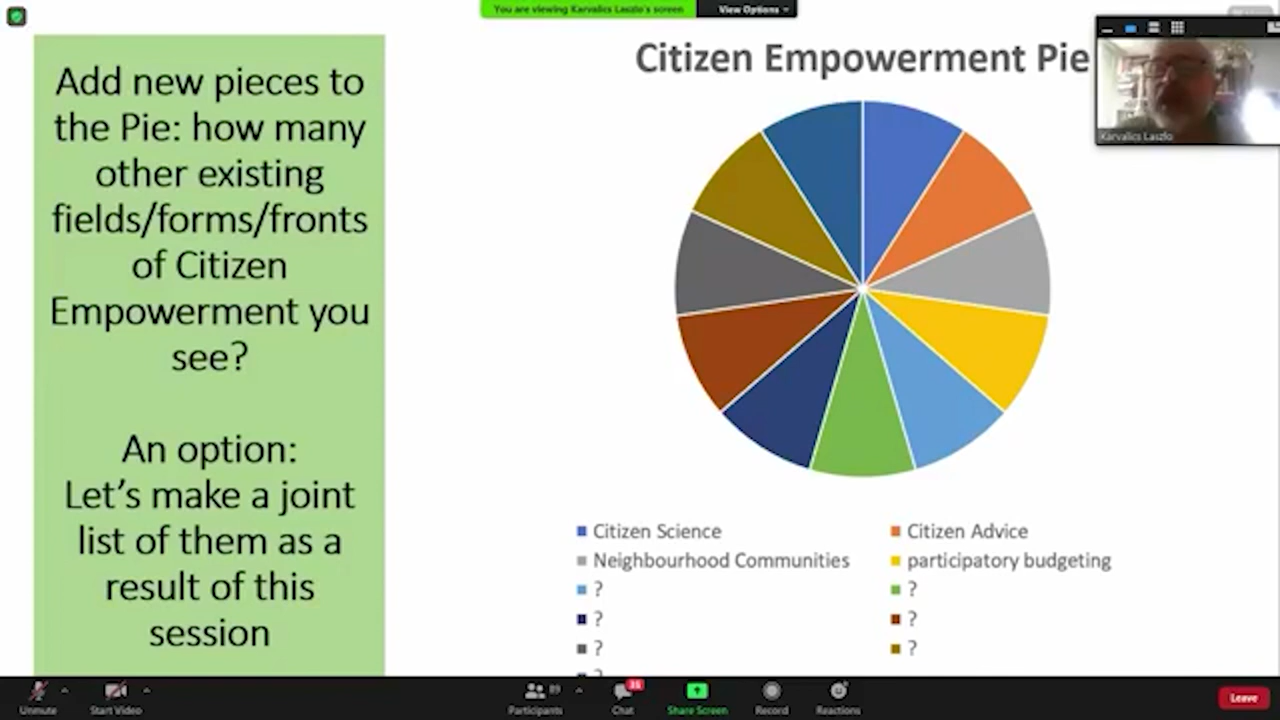 You are viewing Karvalics Laszlo's screen
View Options
Citizen Empowerment Pie
Karvalics Laszlo
Add new pieces to
the Pie: how many
other existing
fields/forms/fronts
of Citizen
Empowerment you
see?
An option:
Let's make a joint
list of them as a
result of this
session
Citizen Science
Citizen Advice
Neighbourhood Communities
participatory budgeting
?
?
?
?
?
?
?
Unmute
Start Video
89
Participants
35
Chat
Share Screen
Record
Reactions
Leave